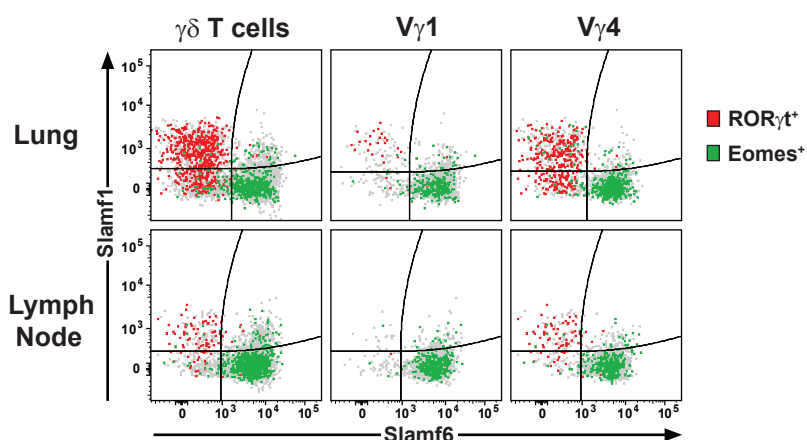 γδ T cells
Vγ1
Vγ4
Lung
Lymph
Node
Slamf1
10⁵
10⁴
10³
0
10⁵
10⁴
10³
0
RORγt⁺
Eomes⁺
0 10³ 10⁴ 10⁵
0 10³ 10⁴ 10⁵
0 10³ 10⁴ 10⁵
Slamf6